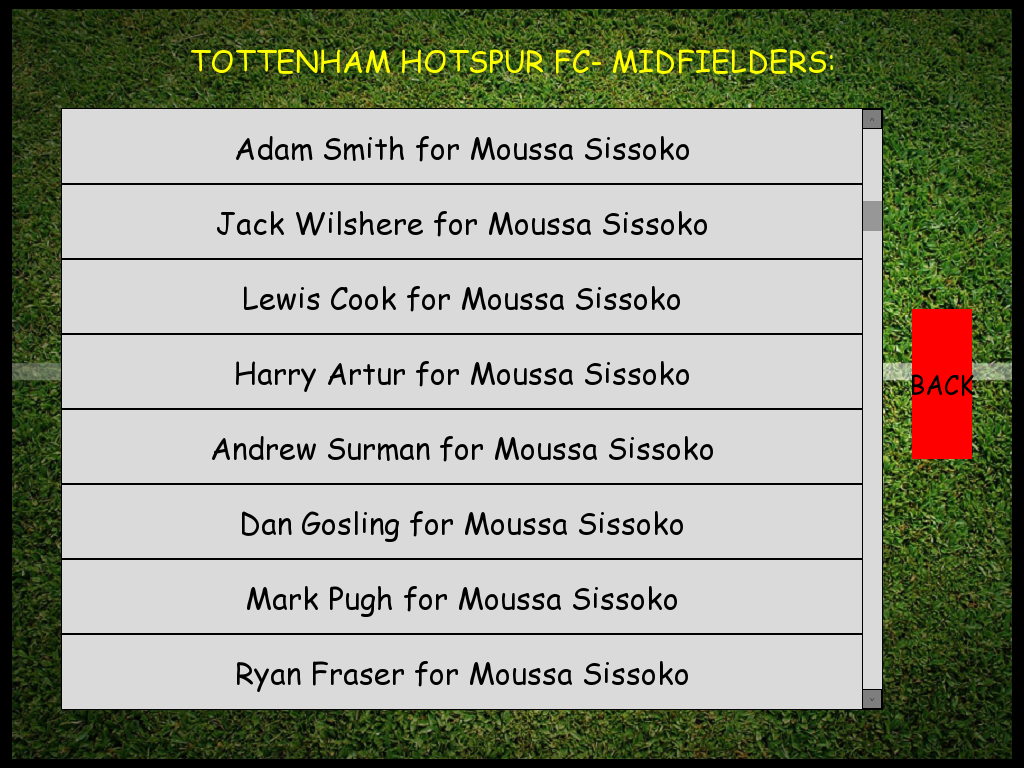 TOTTENHAM HOTSPUR FC- MIDFIELDERS:
Adam Smith for Moussa Sissoko
Jack Wilshere for Moussa Sissoko
Lewis Cook for Moussa Sissoko
Harry Artur for Moussa Sissoko
Andrew Surman for Moussa Sissoko
Dan Gosling for Moussa Sissoko
Mark Pugh for Moussa Sissoko
Ryan Fraser for Moussa Sissoko
BACK